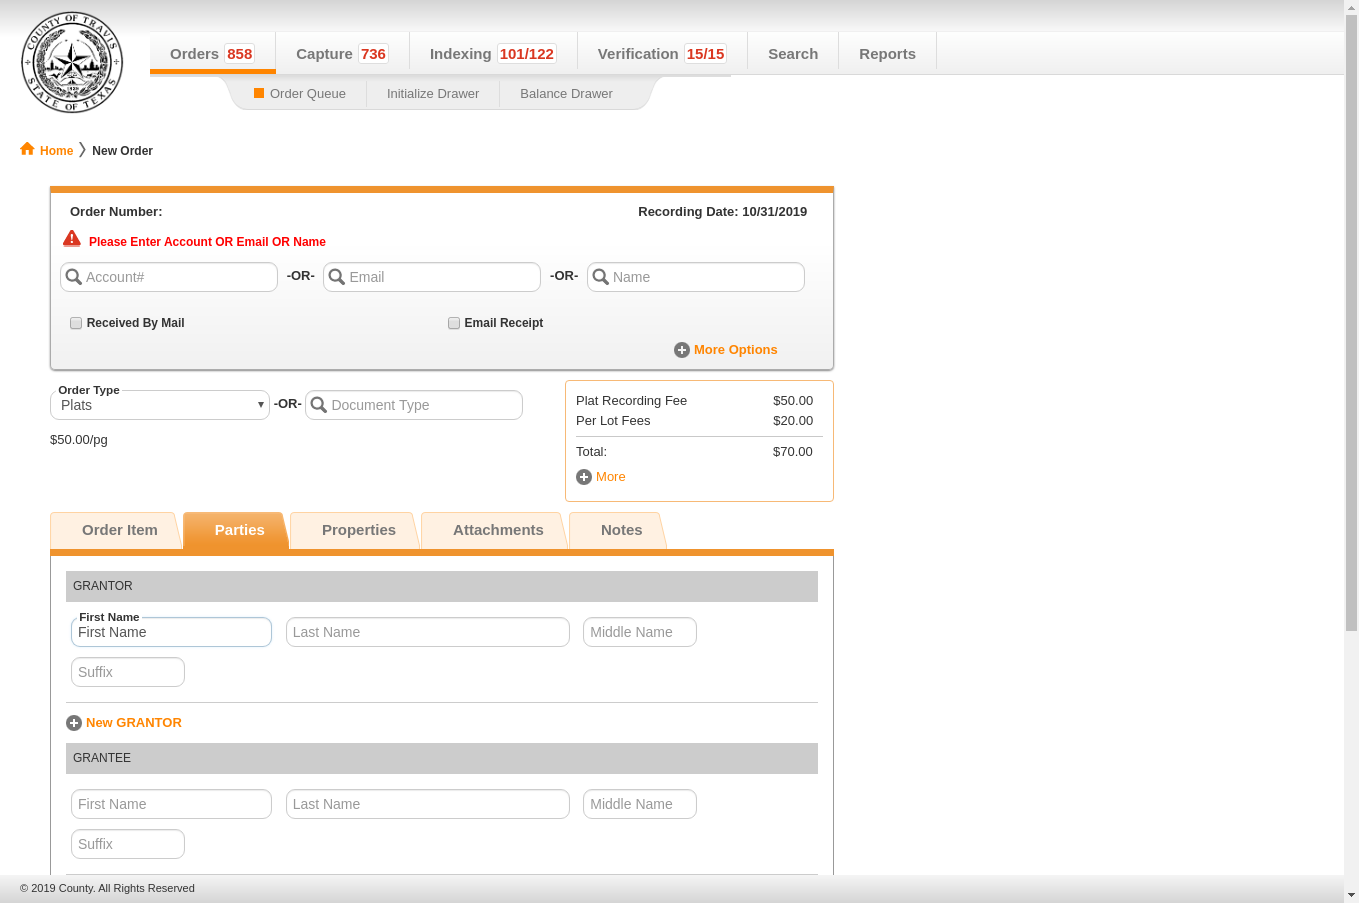 COUNTY OF TRAVIS
STATE OF TEXAS
Orders 858 Capture 736 Indexing 101/122 Verification 15/15 Search Reports
Order Queue Initialize Drawer Balance Drawer
Home New Order
Order Number: Recording Date: 10/31/2019
Please Enter Account OR Email OR Name
Account# -OR- Email -OR- Name
Received By Mail Email Receipt
More Options
Order Type
Plats -OR- Document Type
$50.00/pg
Plat Recording Fee $50.00
Per Lot Fees $20.00
Total: $70.00
More
Order Item Parties Properties Attachments Notes
GRANTOR
First Name
First Name Last Name Middle Name
Suffix
New GRANTOR
GRANTEE
First Name Last Name Middle Name
Suffix
© 2019 County. All Rights Reserved